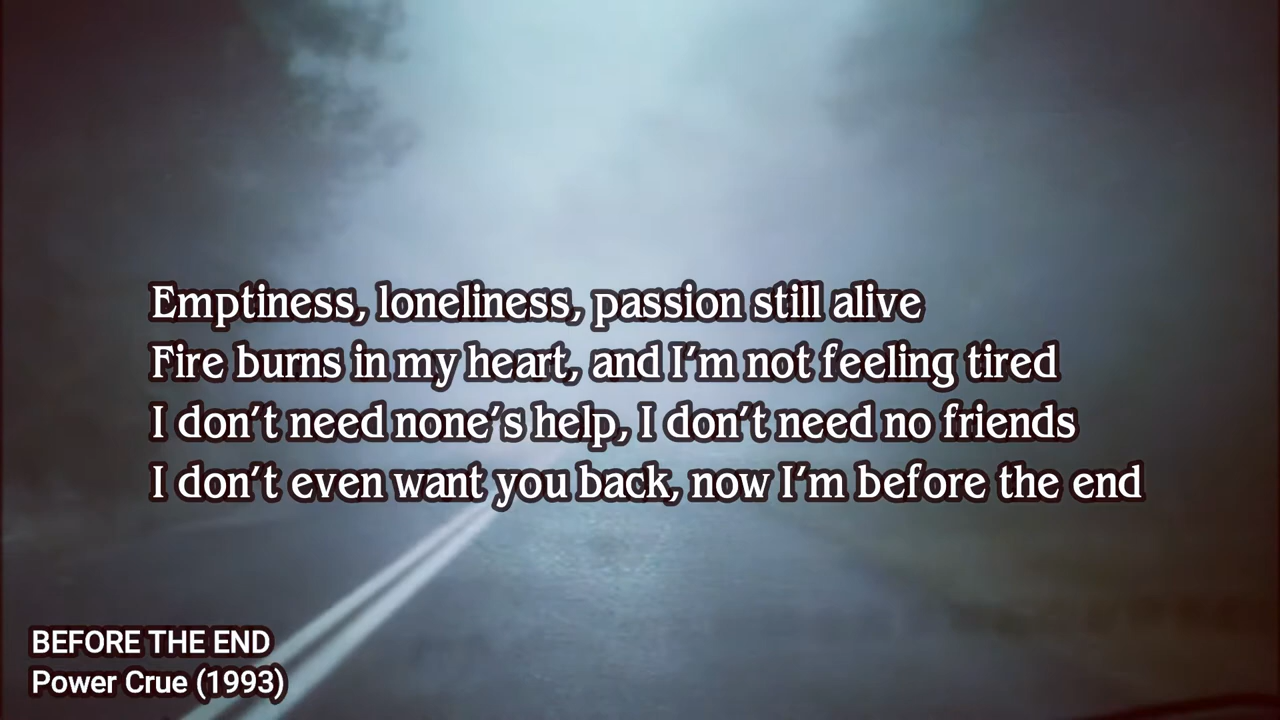 Emptiness, loneliness, passion still alive
Fire burns in my heart, and I'm not feeling tired
I don't need none's help, I don't need no friends
I don't even want you back, now I'm before the end
BEFORE THE END
Power Crue (1993)